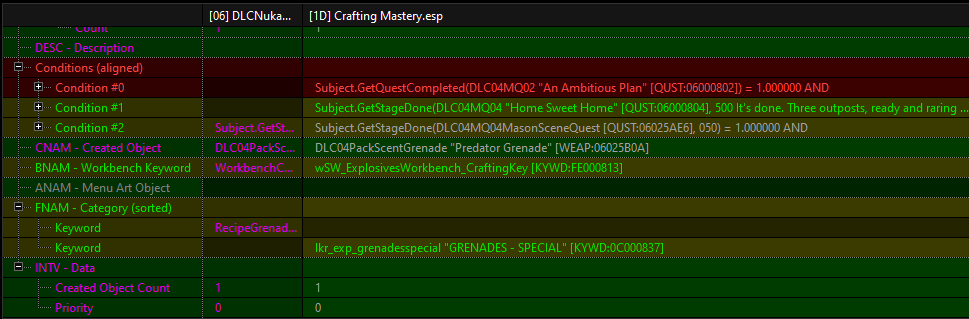 [06] DLCNuka... [1D] Crafting Mastery.esp
Count 1 1
DESC - Description
Conditions (aligned)
Condition #0 Subject.GetQuestCompleted(DLC04MQ02 "An Ambitious Plan" [QUST:06000802]) = 1.000000 AND
Condition #1 Subject.GetStageDone(DLC04MQ04 "Home Sweet Home" [QUST:06000804], 500 It's done. Three outposts, ready and raring ...
Condition #2 Subject.GetSt... Subject.GetStageDone(DLC04MQ04MasonSceneQuest [QUST:06025AE6], 050) = 1.000000 AND
CNAM - Created Object DLC04PackSc... DLC04PackScentGrenade "Predator Grenade" [WEAP:06025B0A]
BNAM - Workbench Keyword WorkbenchC... wSW_ExplosivesWorkbench_CraftingKey [KYWD:FE000813]
ANAM - Menu Art Object
FNAM - Category (sorted)
Keyword RecipeGrenad...
Keyword lkr_exp_grenadesspecial "GRENADES - SPECIAL" [KYWD:0C000837]
INTV - Data
Created Object Count 1 1
Priority 0 0